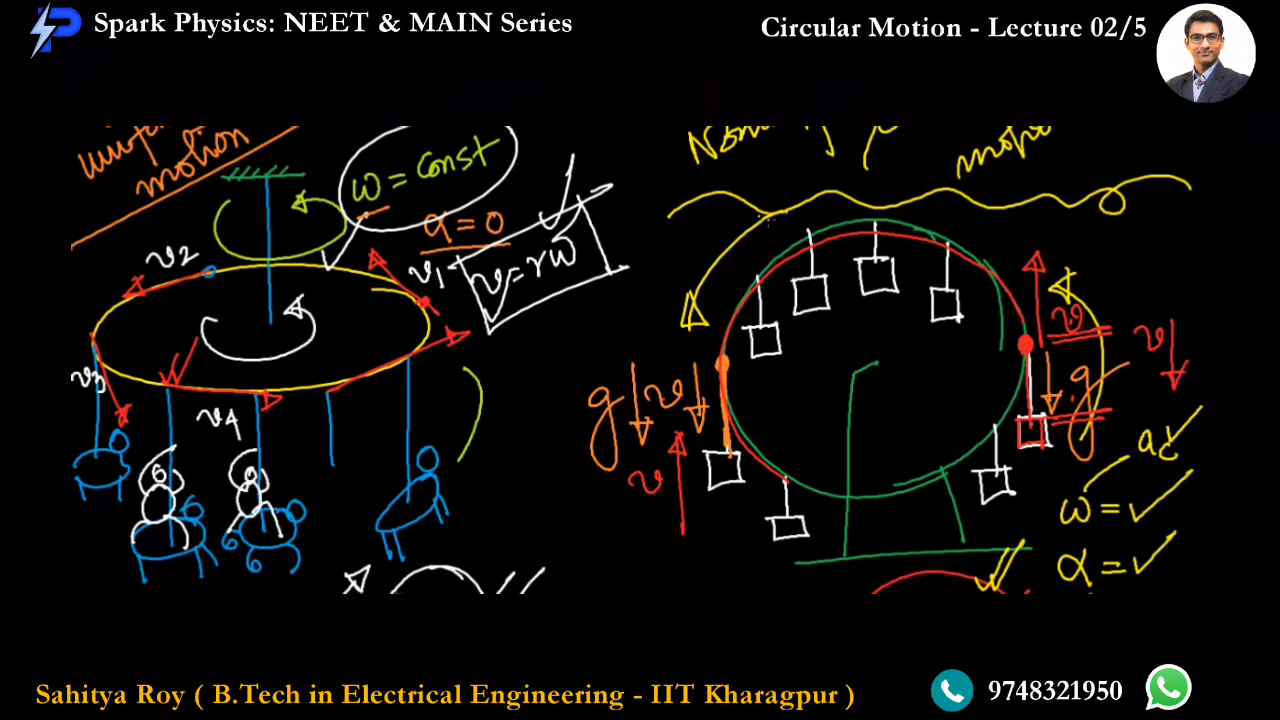 Spark Physics: NEET & MAIN Series
Circular Motion - Lecture 02/5
motion
ω = const
a = 0
v = rω
v2
v1
v3
v4
g
v
v
v
g
v
ac
ω =
α =
Sahitya Roy ( B.Tech in Electrical Engineering - IIT Kharagpur )
9748321950